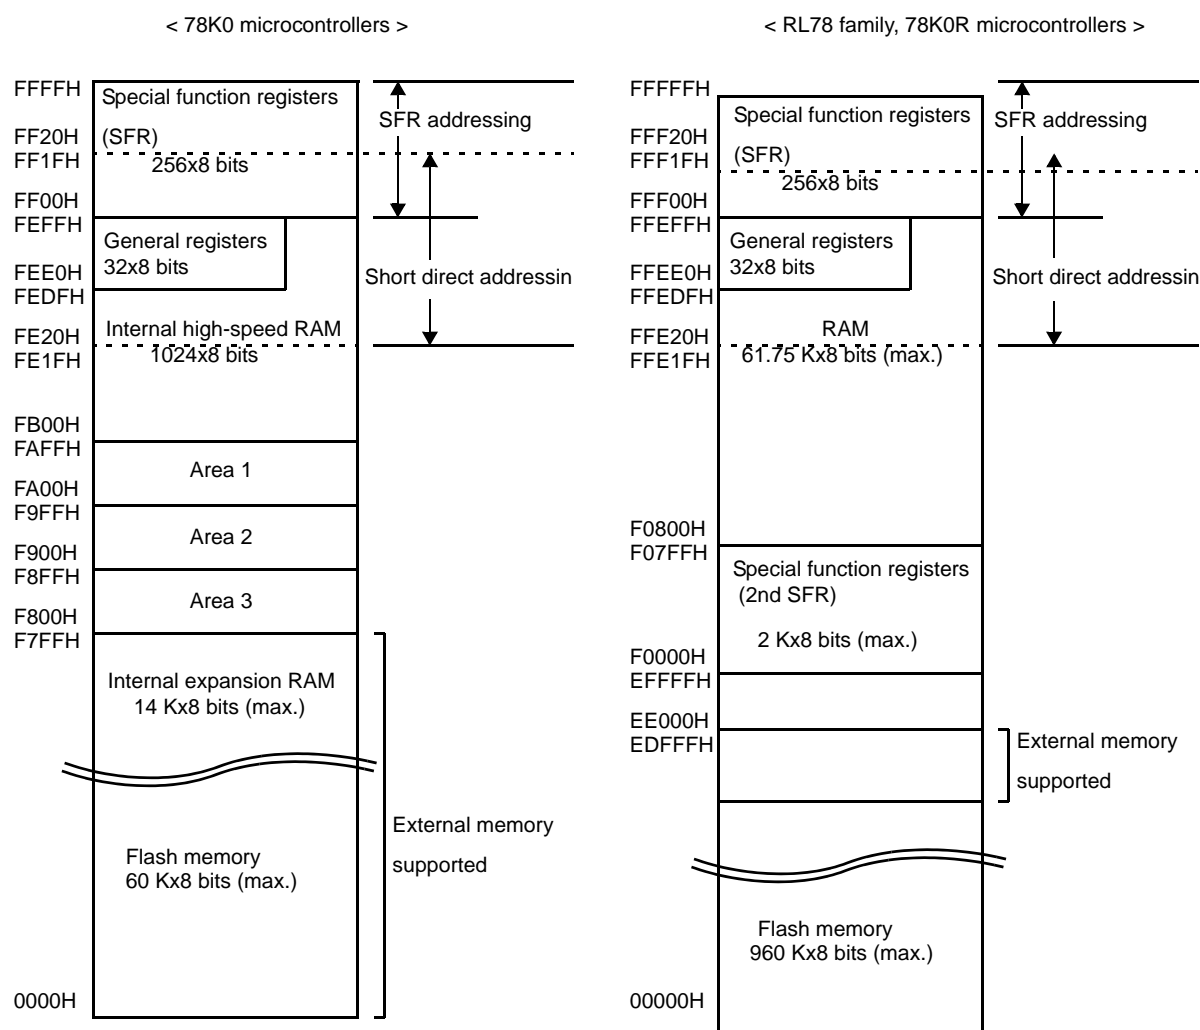 < 78K0 microcontrollers >
FFFFH
Special function registers
(SFR)
256x8 bits
SFR addressing
FF20H
FF1FH
FF00H
FEFFH
General registers
32x8 bits
FEE0H
FEDFH
Short direct addressin
Internal high-speed RAM
1024x8 bits
FE20H
FE1FH
FB00H
FAFFH
Area 1
FA00H
F9FFH
Area 2
F900H
F8FFH
Area 3
F800H
F7FFH
Internal expansion RAM
14 Kx8 bits (max.)
External memory
supported
Flash memory
60 Kx8 bits (max.)
0000H
< RL78 family, 78K0R microcontrollers >
FFFFFH
Special function registers
(SFR)
256x8 bits
SFR addressing
FFF20H
FFF1FH
FFF00H
FFEFFH
General registers
32x8 bits
FFEE0H
FFEDFH
Short direct addressin
RAM
61.75 Kx8 bits (max.)
FFE20H
FFE1FH
F0800H
F07FFH
Special function registers
(2nd SFR)
2 Kx8 bits (max.)
F0000H
EFFFFH
EE000H
EDFFFH
External memory
supported
Flash memory
960 Kx8 bits (max.)
00000H